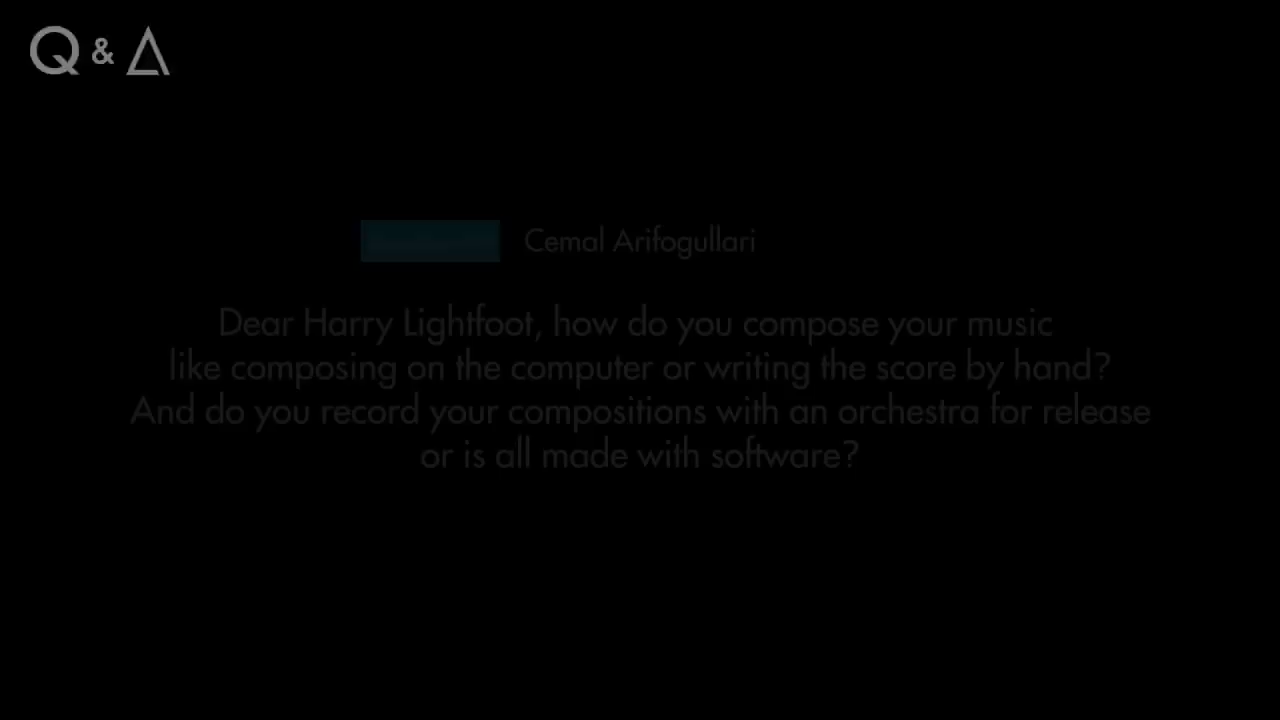 Q & A
Cemal Arifogullari
Dear Harry Lightfoot, how do you compose your music
like composing on the computer or writing the score by hand?
And do you record your compositions with an orchestra for release
or is all made with software?